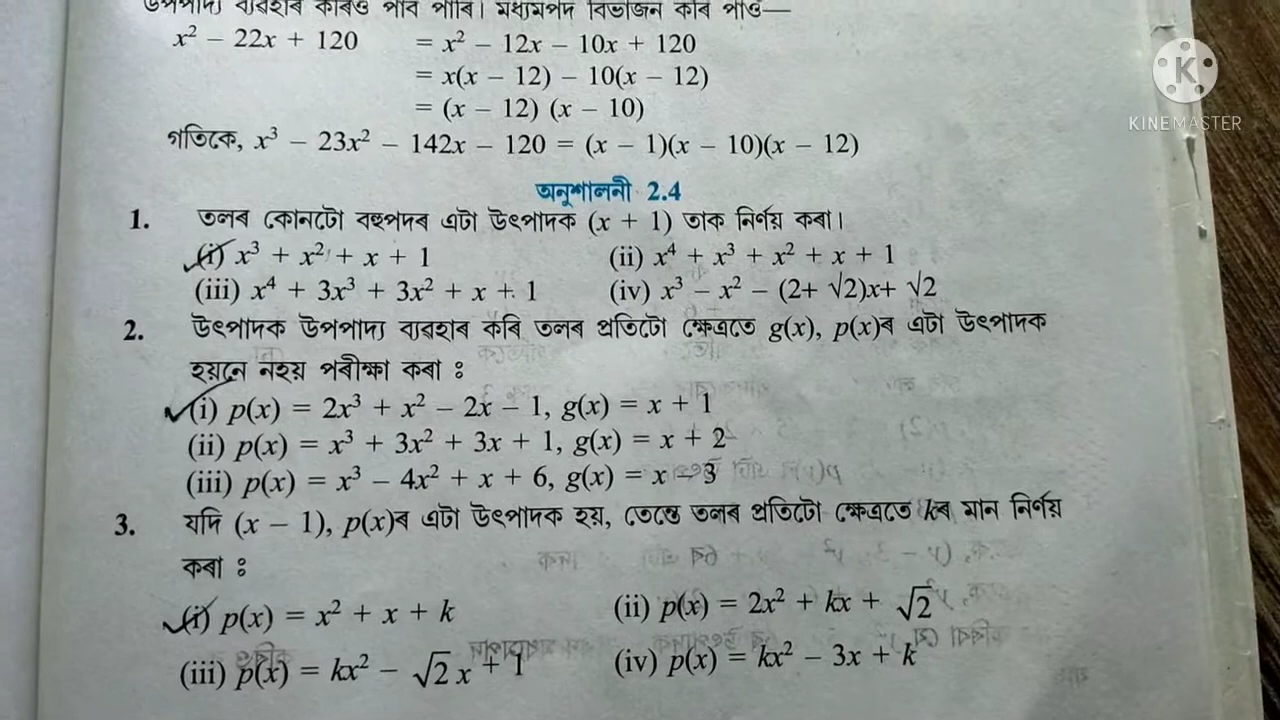 উপপাদ্য ব্যৱহাৰ কৰিও পাব পাৰি। মধ্যমপদ বিভাজন কৰি পাওঁ—
x² – 22x + 120 = x² – 12x – 10x + 120
= x(x – 12) – 10(x – 12)
= (x – 12) (x – 10)
গতিকে, x³ – 23x² – 142x – 120 = (x – 1)(x – 10)(x – 12)
অনুশীলনী 2.4
1. তলৰ কোনটো বহুপদৰ এটা উৎপাদক (x + 1) তাক নিৰ্ণয় কৰা।
(i) x³ + x² + x + 1 (ii) x⁴ + x³ + x² + x + 1
(iii) x⁴ + 3x³ + 3x² + x + 1 (iv) x³ – x² – (2+ √2)x+ √2
2. উৎপাদক উপপাদ্য ব্যৱহাৰ কৰি তলৰ প্ৰতিটো ক্ষেত্ৰতে g(x), p(x)ৰ এটা উৎপাদক
হয়নে নহয় পৰীক্ষা কৰা ঃ
(i) p(x) = 2x³ + x² – 2x – 1, g(x) = x + 1
(ii) p(x) = x³ + 3x² + 3x + 1, g(x) = x + 2
(iii) p(x) = x³ – 4x² + x + 6, g(x) = x – 3
3. যদি (x – 1), p(x)ৰ এটা উৎপাদক হয়, তেন্তে তলৰ প্ৰতিটো ক্ষেত্ৰতে kৰ মান নিৰ্ণয়
কৰা ঃ
(i) p(x) = x² + x + k (ii) p(x) = 2x² + kx + √2
(iii) p(x) = kx² – √2 x + 1 (iv) p(x) = kx² – 3x + k
K
KINEMASTER